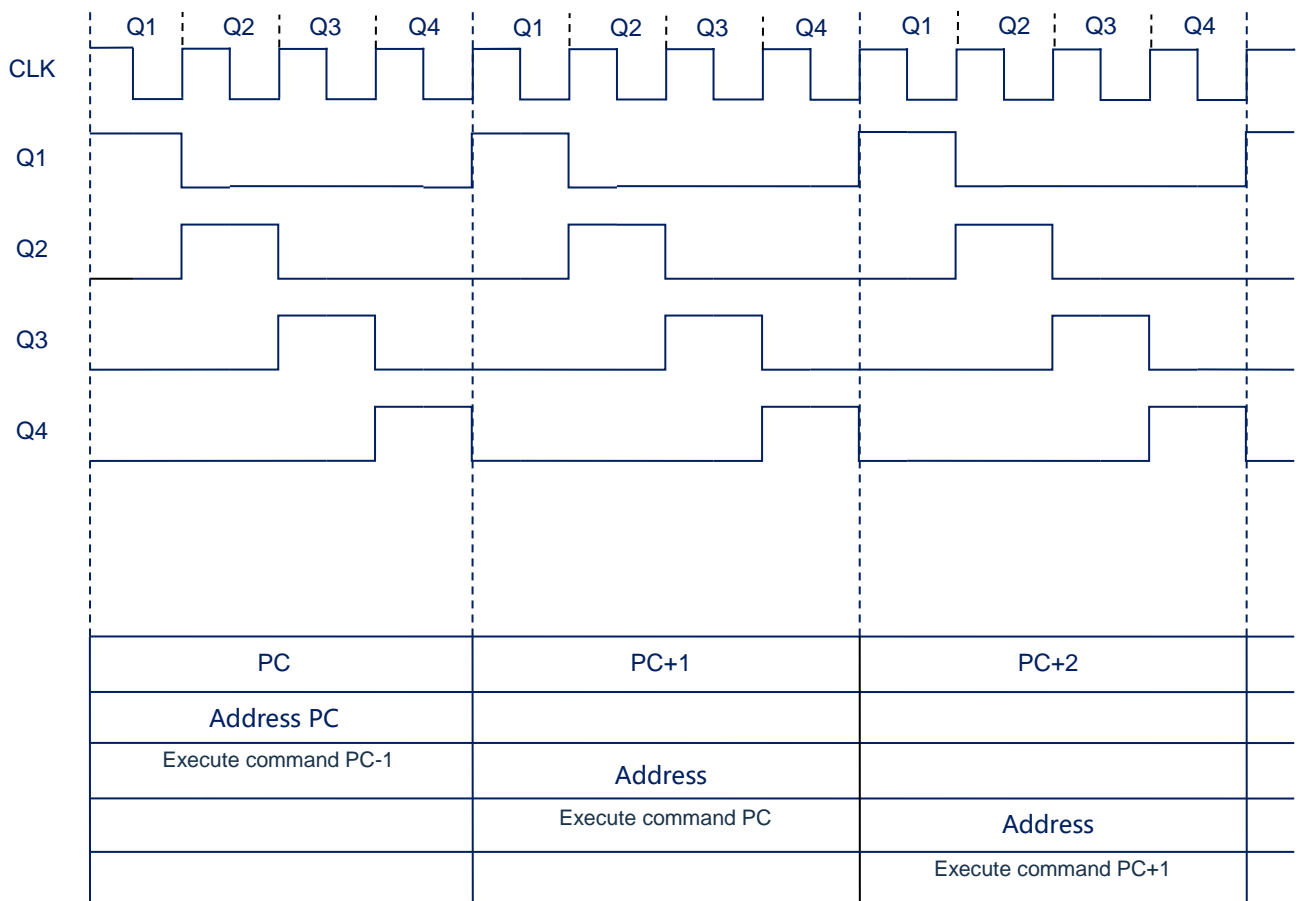 Q1 Q2 Q3 Q4 Q1 Q2 Q3 Q4 Q1 Q2 Q3 Q4
CLK
Q1
Q2
Q3
Q4
PC PC+1 PC+2
Address PC
Execute command PC-1
Address
Execute command PC
Address
Execute command PC+1